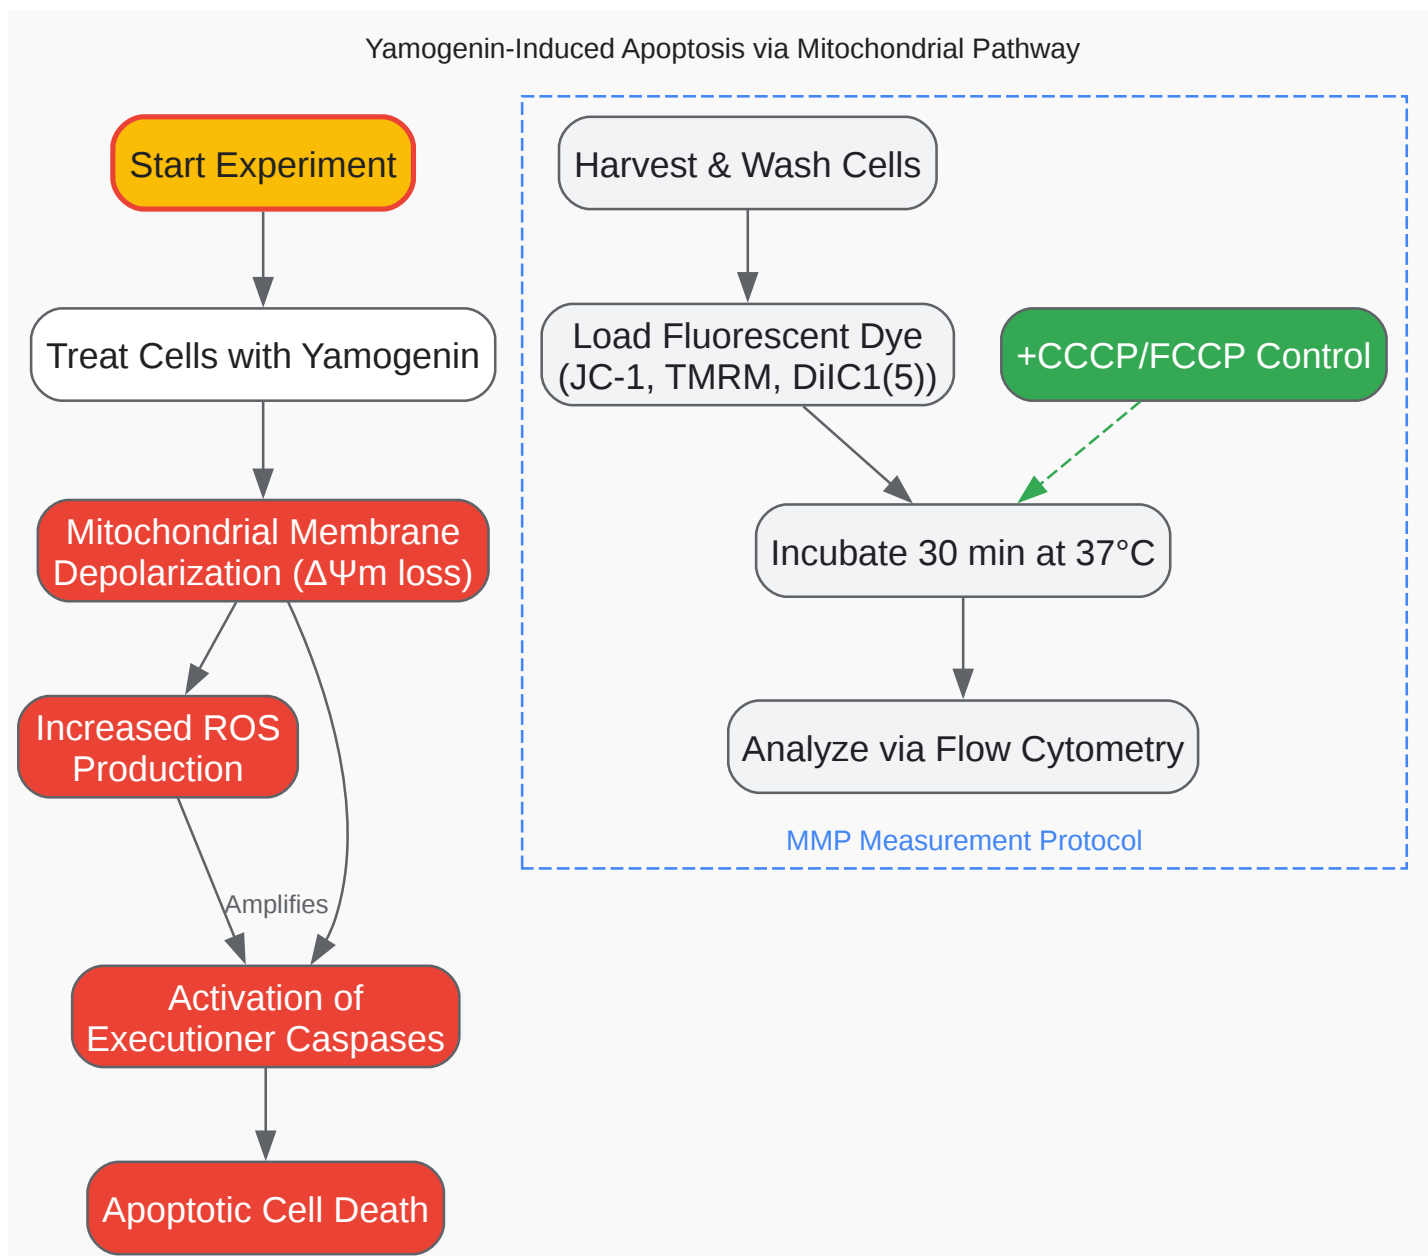 Yamogenin-Induced Apoptosis via Mitochondrial Pathway
Start Experiment
Treat Cells with Yamogenin
Mitochondrial Membrane
Depolarization (ΔΨm loss)
Increased ROS
Production
Amplifies
Activation of
Executioner Caspases
Apoptotic Cell Death
Harvest & Wash Cells
Load Fluorescent Dye
(JC-1, TMRM, DiIC1(5))
+CCCP/FCCP Control
Incubate 30 min at 37°C
Analyze via Flow Cytometry
MMP Measurement Protocol